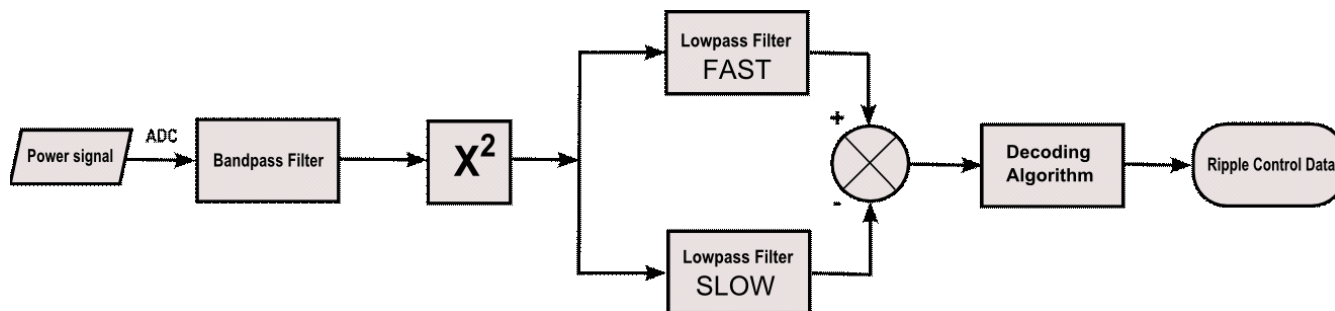 Power signal
ADC
Bandpass Filter
X²
Lowpass Filter
FAST
Lowpass Filter
SLOW
+
-
Decoding
Algorithm
Ripple Control Data